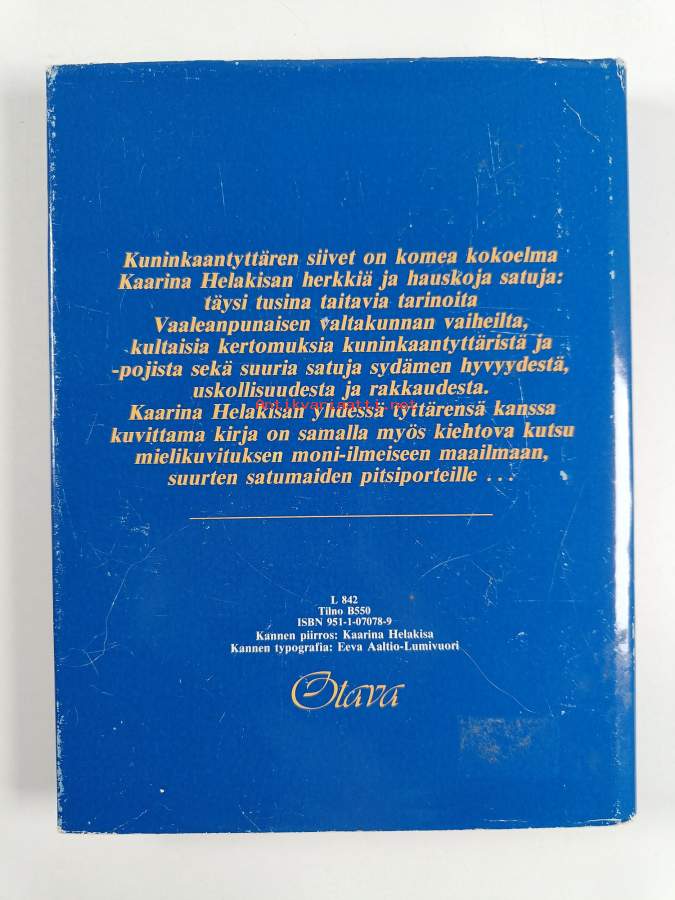 Kuninkaantyttären siivet on komea kokoelma
Kaarina Helakisan herkkiä ja hauskoja satuja:
täysi tusina taitavia tarinoita
Vaaleanpunaisen valtakunnan vaiheilta,
kultaisia kertomuksia kuninkaantyttäristä ja
-pojista sekä suuria satuja sydämen hyvyydestä,
uskollisuudesta ja rakkaudesta.
Antikvariaatti.net
Kaarina Helakisan yhdessä tyttärensä kanssa
kuvittama kirja on samalla myös kiehtova kutsu
mielikuvituksen moni-ilmeiseen maailmaan,
suurten satumaiden pitsiporteille . . .
L 842
Tilno B550
ISBN 951-1-07078-9
Kannen piirros: Kaarina Helakisa
Kannen typografia: Eeva Aaltio-Lumivuori
Otava